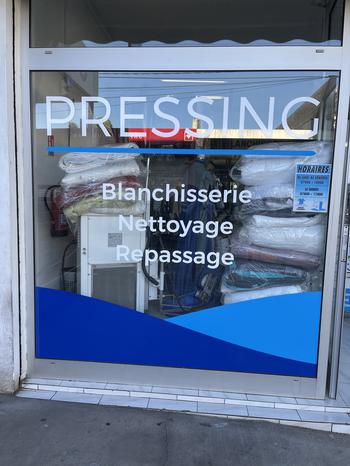 PRESSING
Blanchisserie
Nettoyage
Repassage
HORAIRES